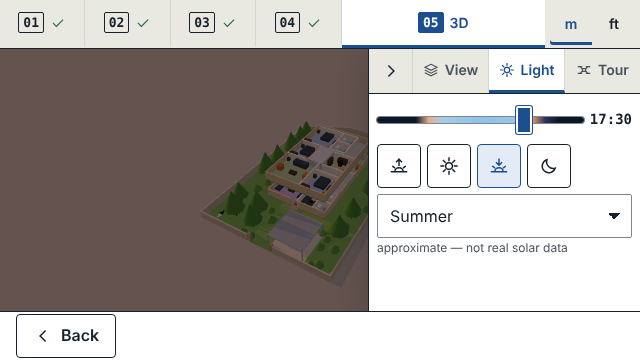 01 02 03 04 05 3D m ft
View Light Tour
17:30
Summer
approximate — not real solar data
Back